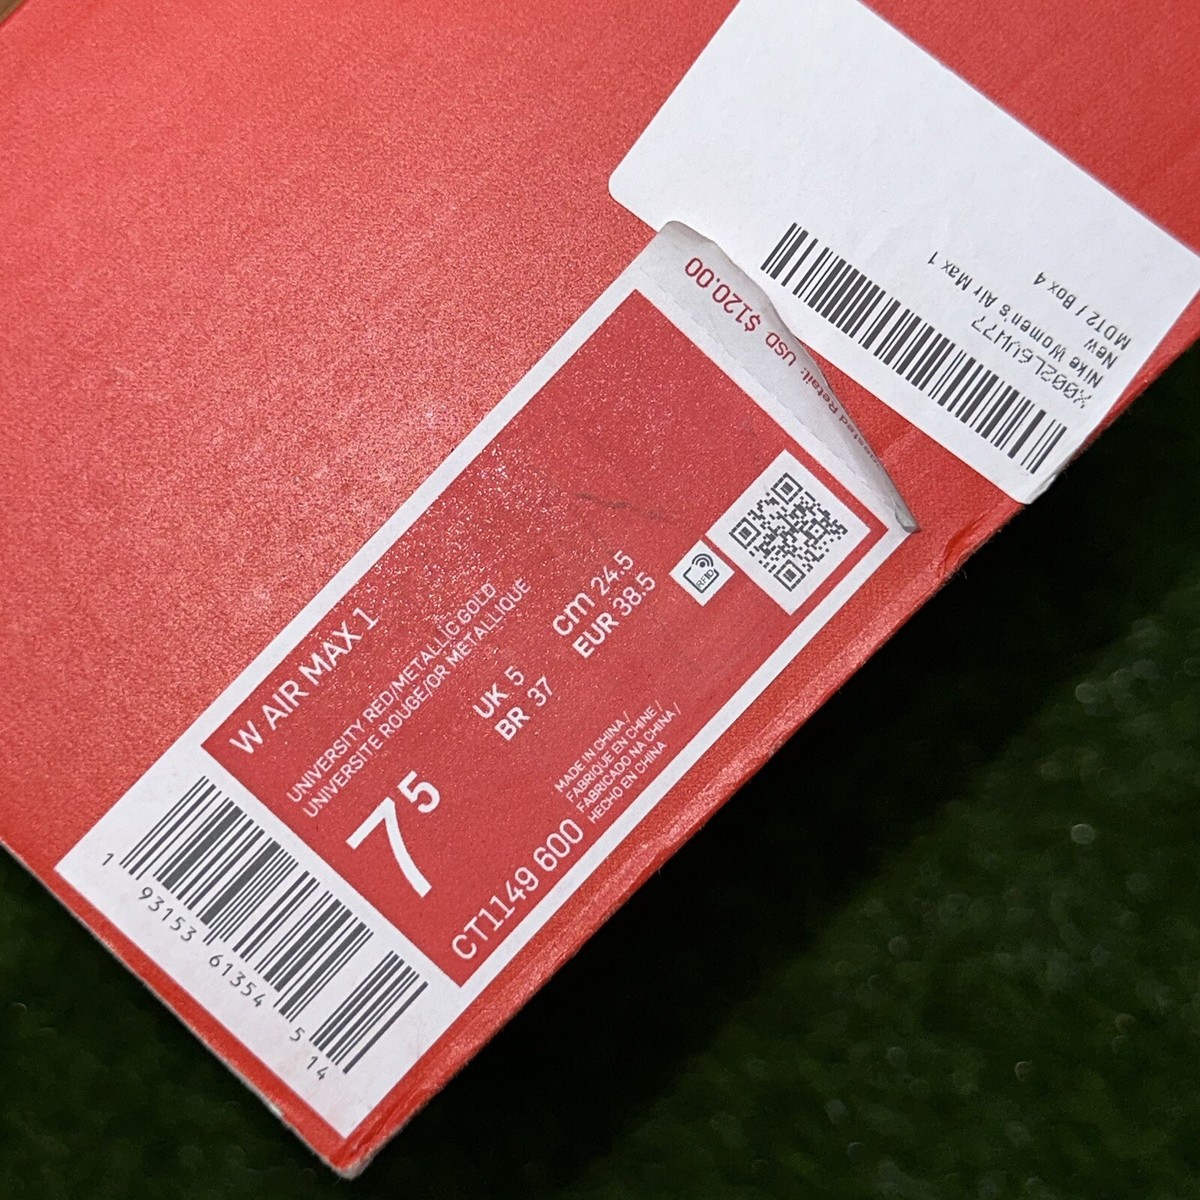 W AIR MAX 1
UNIVERSITY RED/METALLIC GOLD
UNIVERSITE ROUGE/OR METALLIQUE
7 5
UK 5
BR 37
cm 24.5
EUR 38.5
CT1149 600
MADE IN CHINA /
FABRIQUE EN CHINE /
FABRICADO NA CHINA /
HECHO EN CHINA
RFID
1 93153 61354 5 14
Retail: USD $120.00
X002L6UW77
Nike Women's Air Max 1
New
MDT2 / Box 4